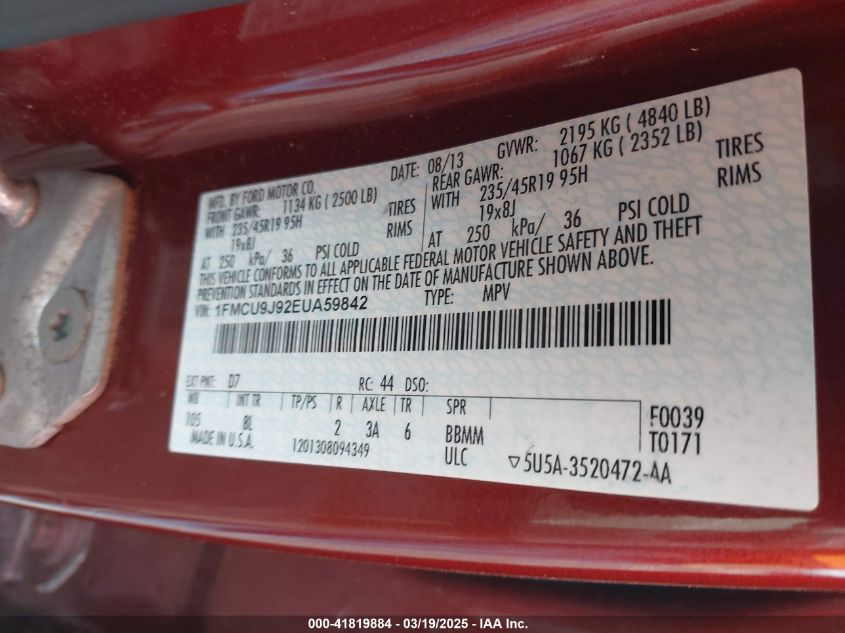 MFD. BY FORD MOTOR CO. DATE: 08/13 GVWR: 2195 KG ( 4840 LB)
FRONT GAWR: 1134 KG ( 2500 LB) REAR GAWR: 1067 KG ( 2352 LB)
WITH 235/45R19 95H TIRES WITH 235/45R19 95H TIRES
19x8J RIMS 19x8J RIMS
AT 250 kPa/ 36 PSI COLD AT 250 kPa/ 36 PSI COLD
THIS VEHICLE CONFORMS TO ALL APPLICABLE FEDERAL MOTOR VEHICLE SAFETY AND THEFT
PREVENTION STANDARDS IN EFFECT ON THE DATE OF MANUFACTURE SHOWN ABOVE.
VIN: 1FMCU9J92EUA59842 TYPE: MPV
EXT PNT: D7 RC: 44 DSO:
WB INT TR TP/PS R AXLE TR SPR F0039
105 8L 2 3A 6 BBMM T0171
MADE IN U.S.A. 1201308094349 ULC ▽5U5A-3520472-AA
000-41819884 — 03/19/2025 — IAA Inc.